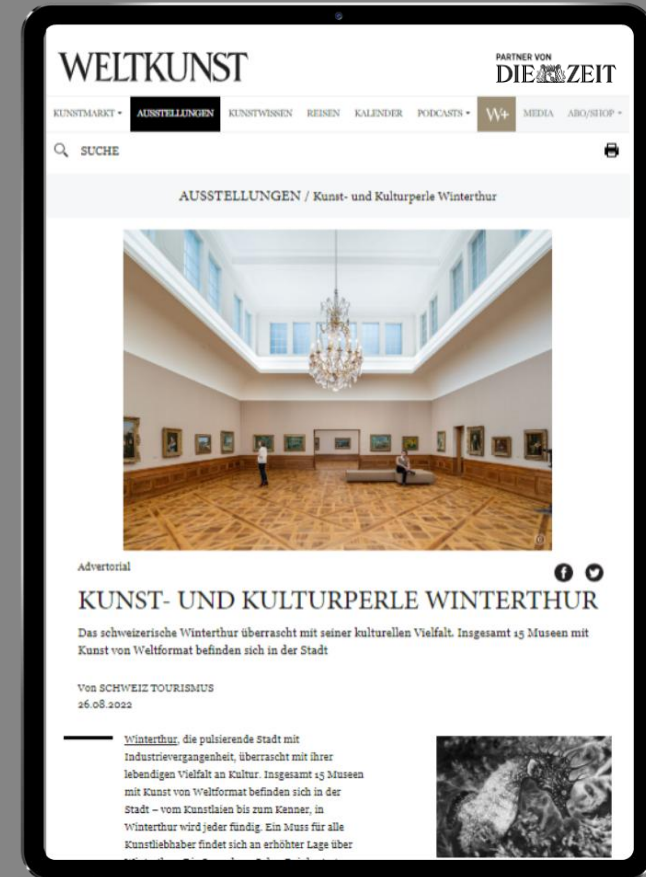 WELTKUNST
PARTNER VON
DIE ZEIT
KUNSTMARKT AUSSTELLUNGEN KUNSTWISSEN REISEN KALENDER PODCASTS W+ MEDIA ABO/SHOP
SUCHE
AUSSTELLUNGEN / Kunst- und Kulturperle Winterthur
©
Advertorial
KUNST- UND KULTURPERLE WINTERTHUR
Das schweizerische Winterthur überrascht mit seiner kulturellen Vielfalt. Insgesamt 15 Museen mit
Kunst von Weltformat befinden sich in der Stadt
Von SCHWEIZ TOURISMUS
26.08.2022
Winterthur, die pulsierende Stadt mit
Industrievergangenheit, überrascht mit ihrer
lebendigen Vielfalt an Kultur. Insgesamt 15 Museen
mit Kunst von Weltformat befinden sich in der
Stadt – vom Kunstlaien bis zum Kenner, in
Winterthur wird jeder fündig. Ein Muss für alle
Kunstliebhaber findet sich an erhöhter Lage über